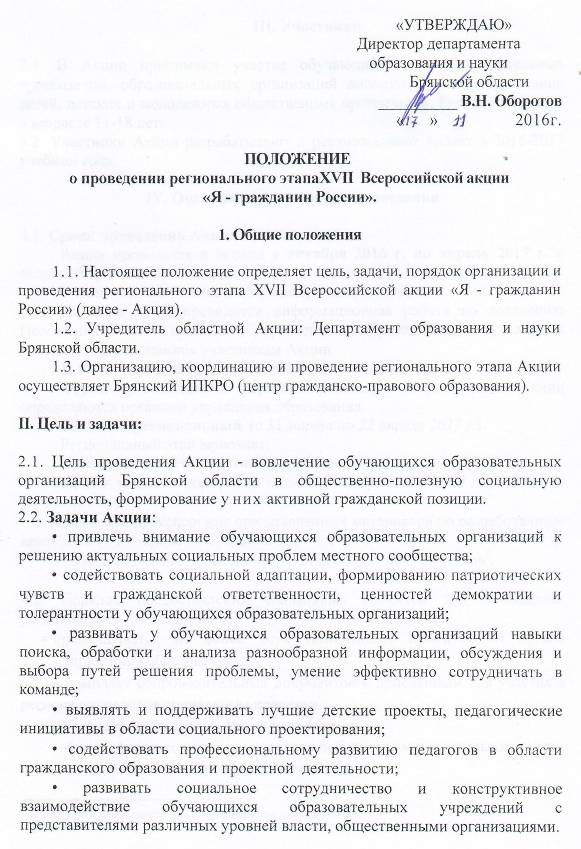 «УТВЕРЖДАЮ»
Директор департамента
образования и науки
Брянской области
__________ В.Н. Оборотов
«17» 11 2016г.
ПОЛОЖЕНИЕ
о проведении регионального этапаXVII Всероссийской акции
«Я - гражданин России».
1. Общие положения
1.1. Настоящее положение определяет цель, задачи, порядок организации и
проведения регионального этапа XVII Всероссийской акции «Я - гражданин
России» (далее - Акция).
1.2. Учредитель областной Акции: Департамент образования и науки
Брянской области.
1.3. Организацию, координацию и проведение регионального этапа Акции
осуществляет Брянский ИПКРО (центр гражданско-правового образования).
II. Цель и задачи:
2.1. Цель проведения Акции - вовлечение обучающихся образовательных
организаций Брянской области в общественно-полезную социальную
деятельность, формирование у них активной гражданской позиции.
2.2. Задачи Акции:
• привлечь внимание обучающихся образовательных организаций к
решению актуальных социальных проблем местного сообщества;
• содействовать социальной адаптации, формированию патриотических
чувств и гражданской ответственности, ценностей демократии и
толерантности у обучающихся образовательных организаций;
• развивать у обучающихся образовательных организаций навыки
поиска, обработки и анализа разнообразной информации, обсуждения и
выбора путей решения проблемы, умение эффективно сотрудничать в
команде;
• выявлять и поддерживать лучшие детские проекты, педагогические
инициативы в области социального проектирования;
• содействовать профессиональному развитию педагогов в области
гражданского образования и проектной деятельности;
• развивать социальное сотрудничество и конструктивное
взаимодействие обучающихся образовательных учреждений с
представителями различных уровней власти, общественными организациями.